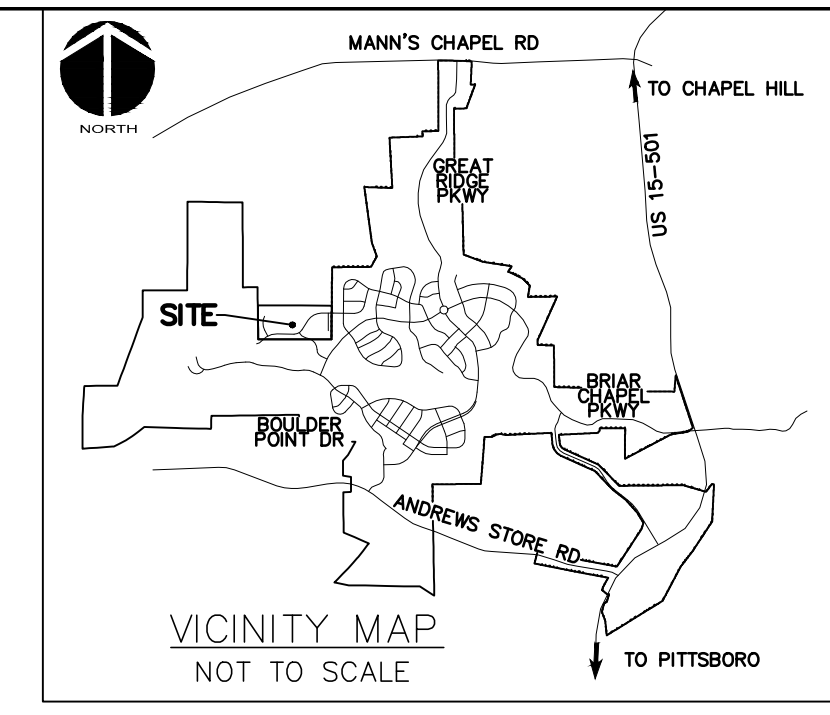 MANN'S CHAPEL RD
TO CHAPEL HILL
NORTH
US 15-501
GREAT
RIDGE
PKWY
SITE
BRIAR
CHAPEL
PKWY
BOULDER
POINT DR
ANDREWS STORE RD
VICINITY MAP
NOT TO SCALE
TO PITTSBORO